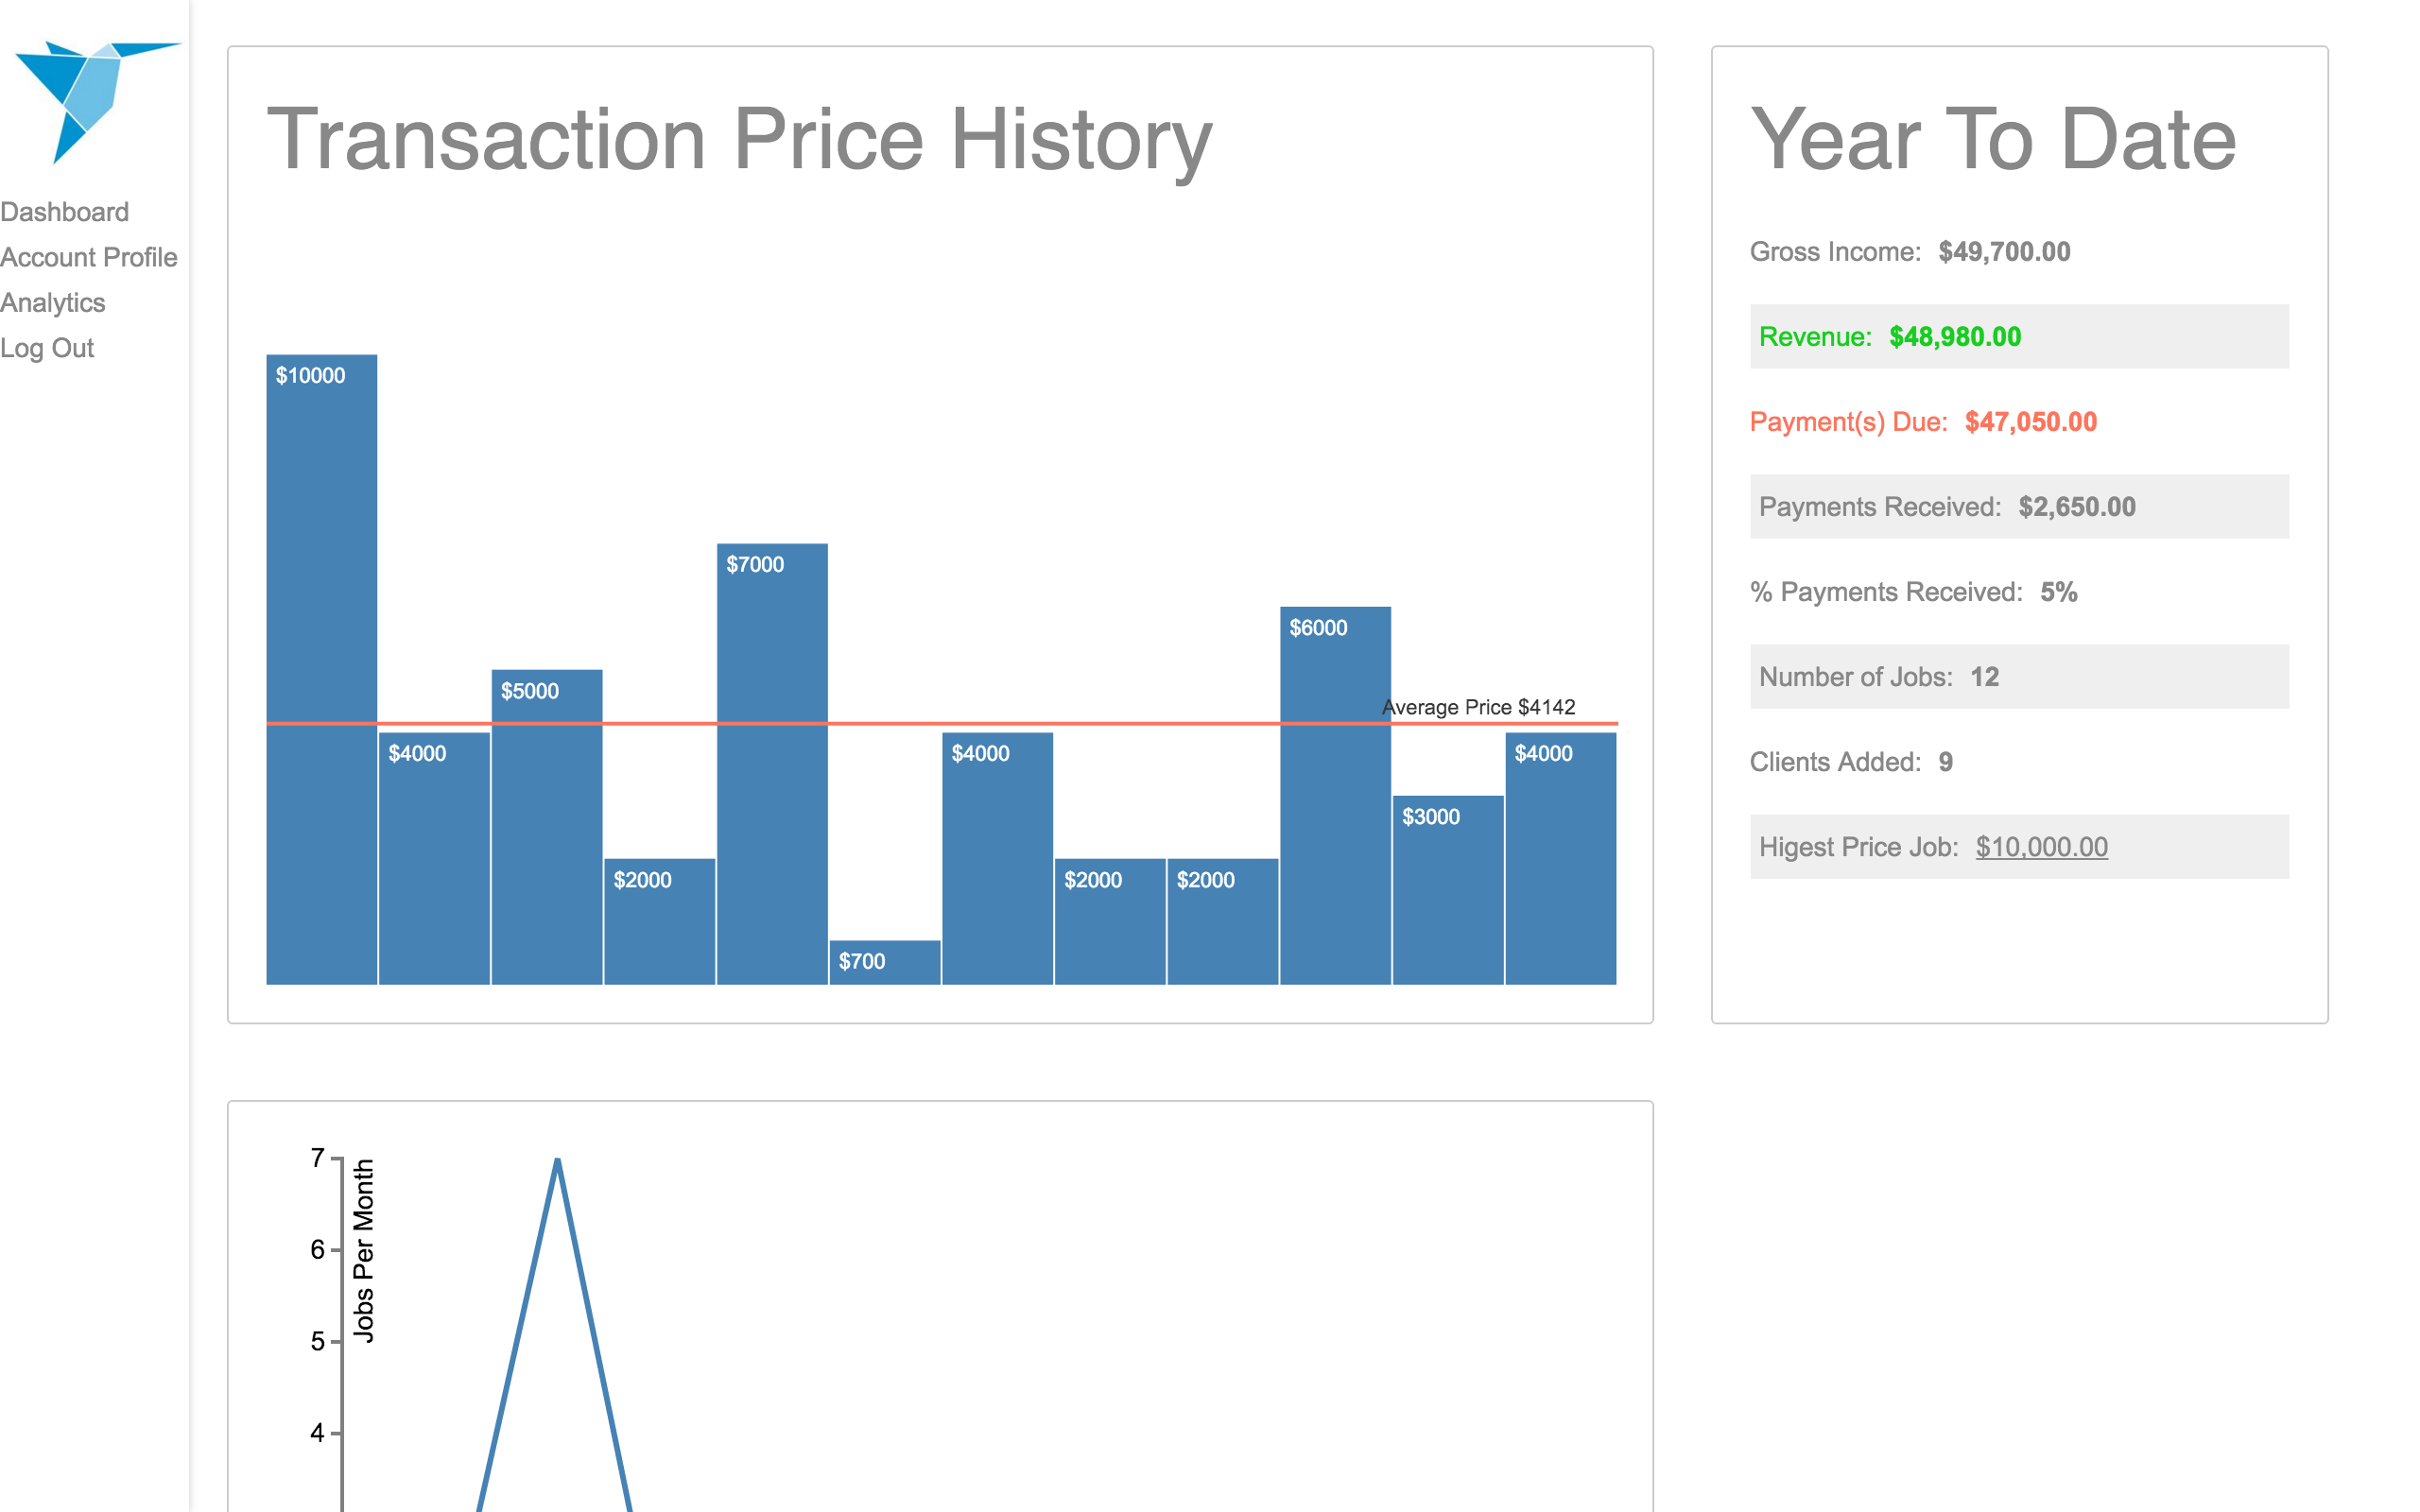 Dashboard
Account Profile
Analytics
Log Out
Transaction Price History
$10000
$4000
$5000
$2000
$7000
$700
$4000
$2000
$2000
$6000
$3000
$4000
Average Price $4142
Year To Date
Gross Income: $49,700.00
Revenue: $48,980.00
Payment(s) Due: $47,050.00
Payments Received: $2,650.00
% Payments Received: 5%
Number of Jobs: 12
Clients Added: 9
Higest Price Job: $10,000.00
Jobs Per Month
7
6
5
4